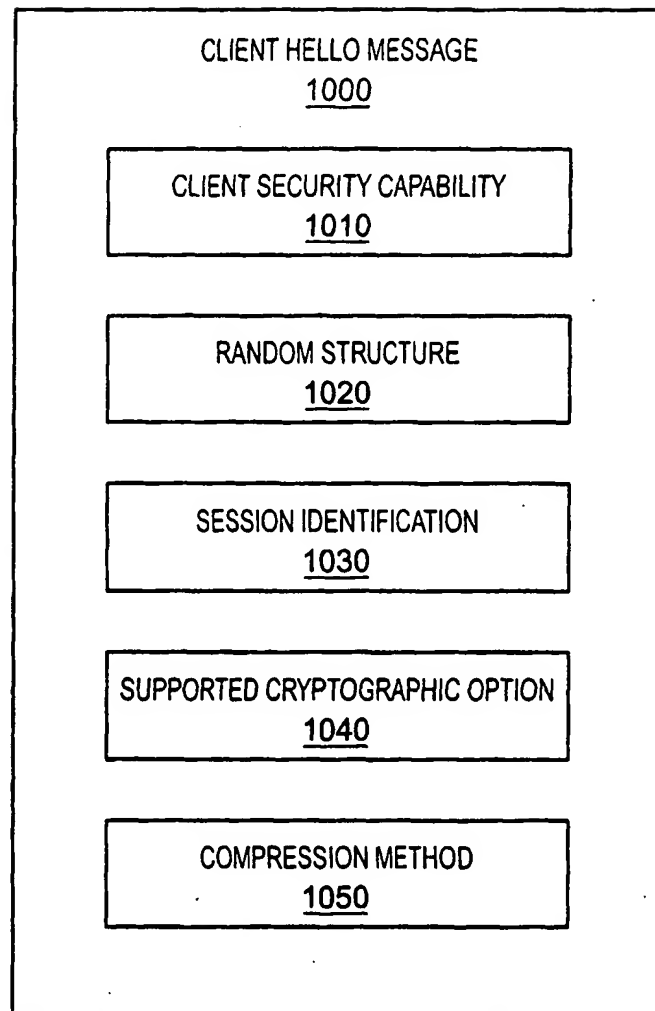 CLIENT HELLO MESSAGE
1000
CLIENT SECURITY CAPABILITY
1010
RANDOM STRUCTURE
1020
SESSION IDENTIFICATION
1030
SUPPORTED CRYPTOGRAPHIC OPTION
1040
COMPRESSION METHOD
1050